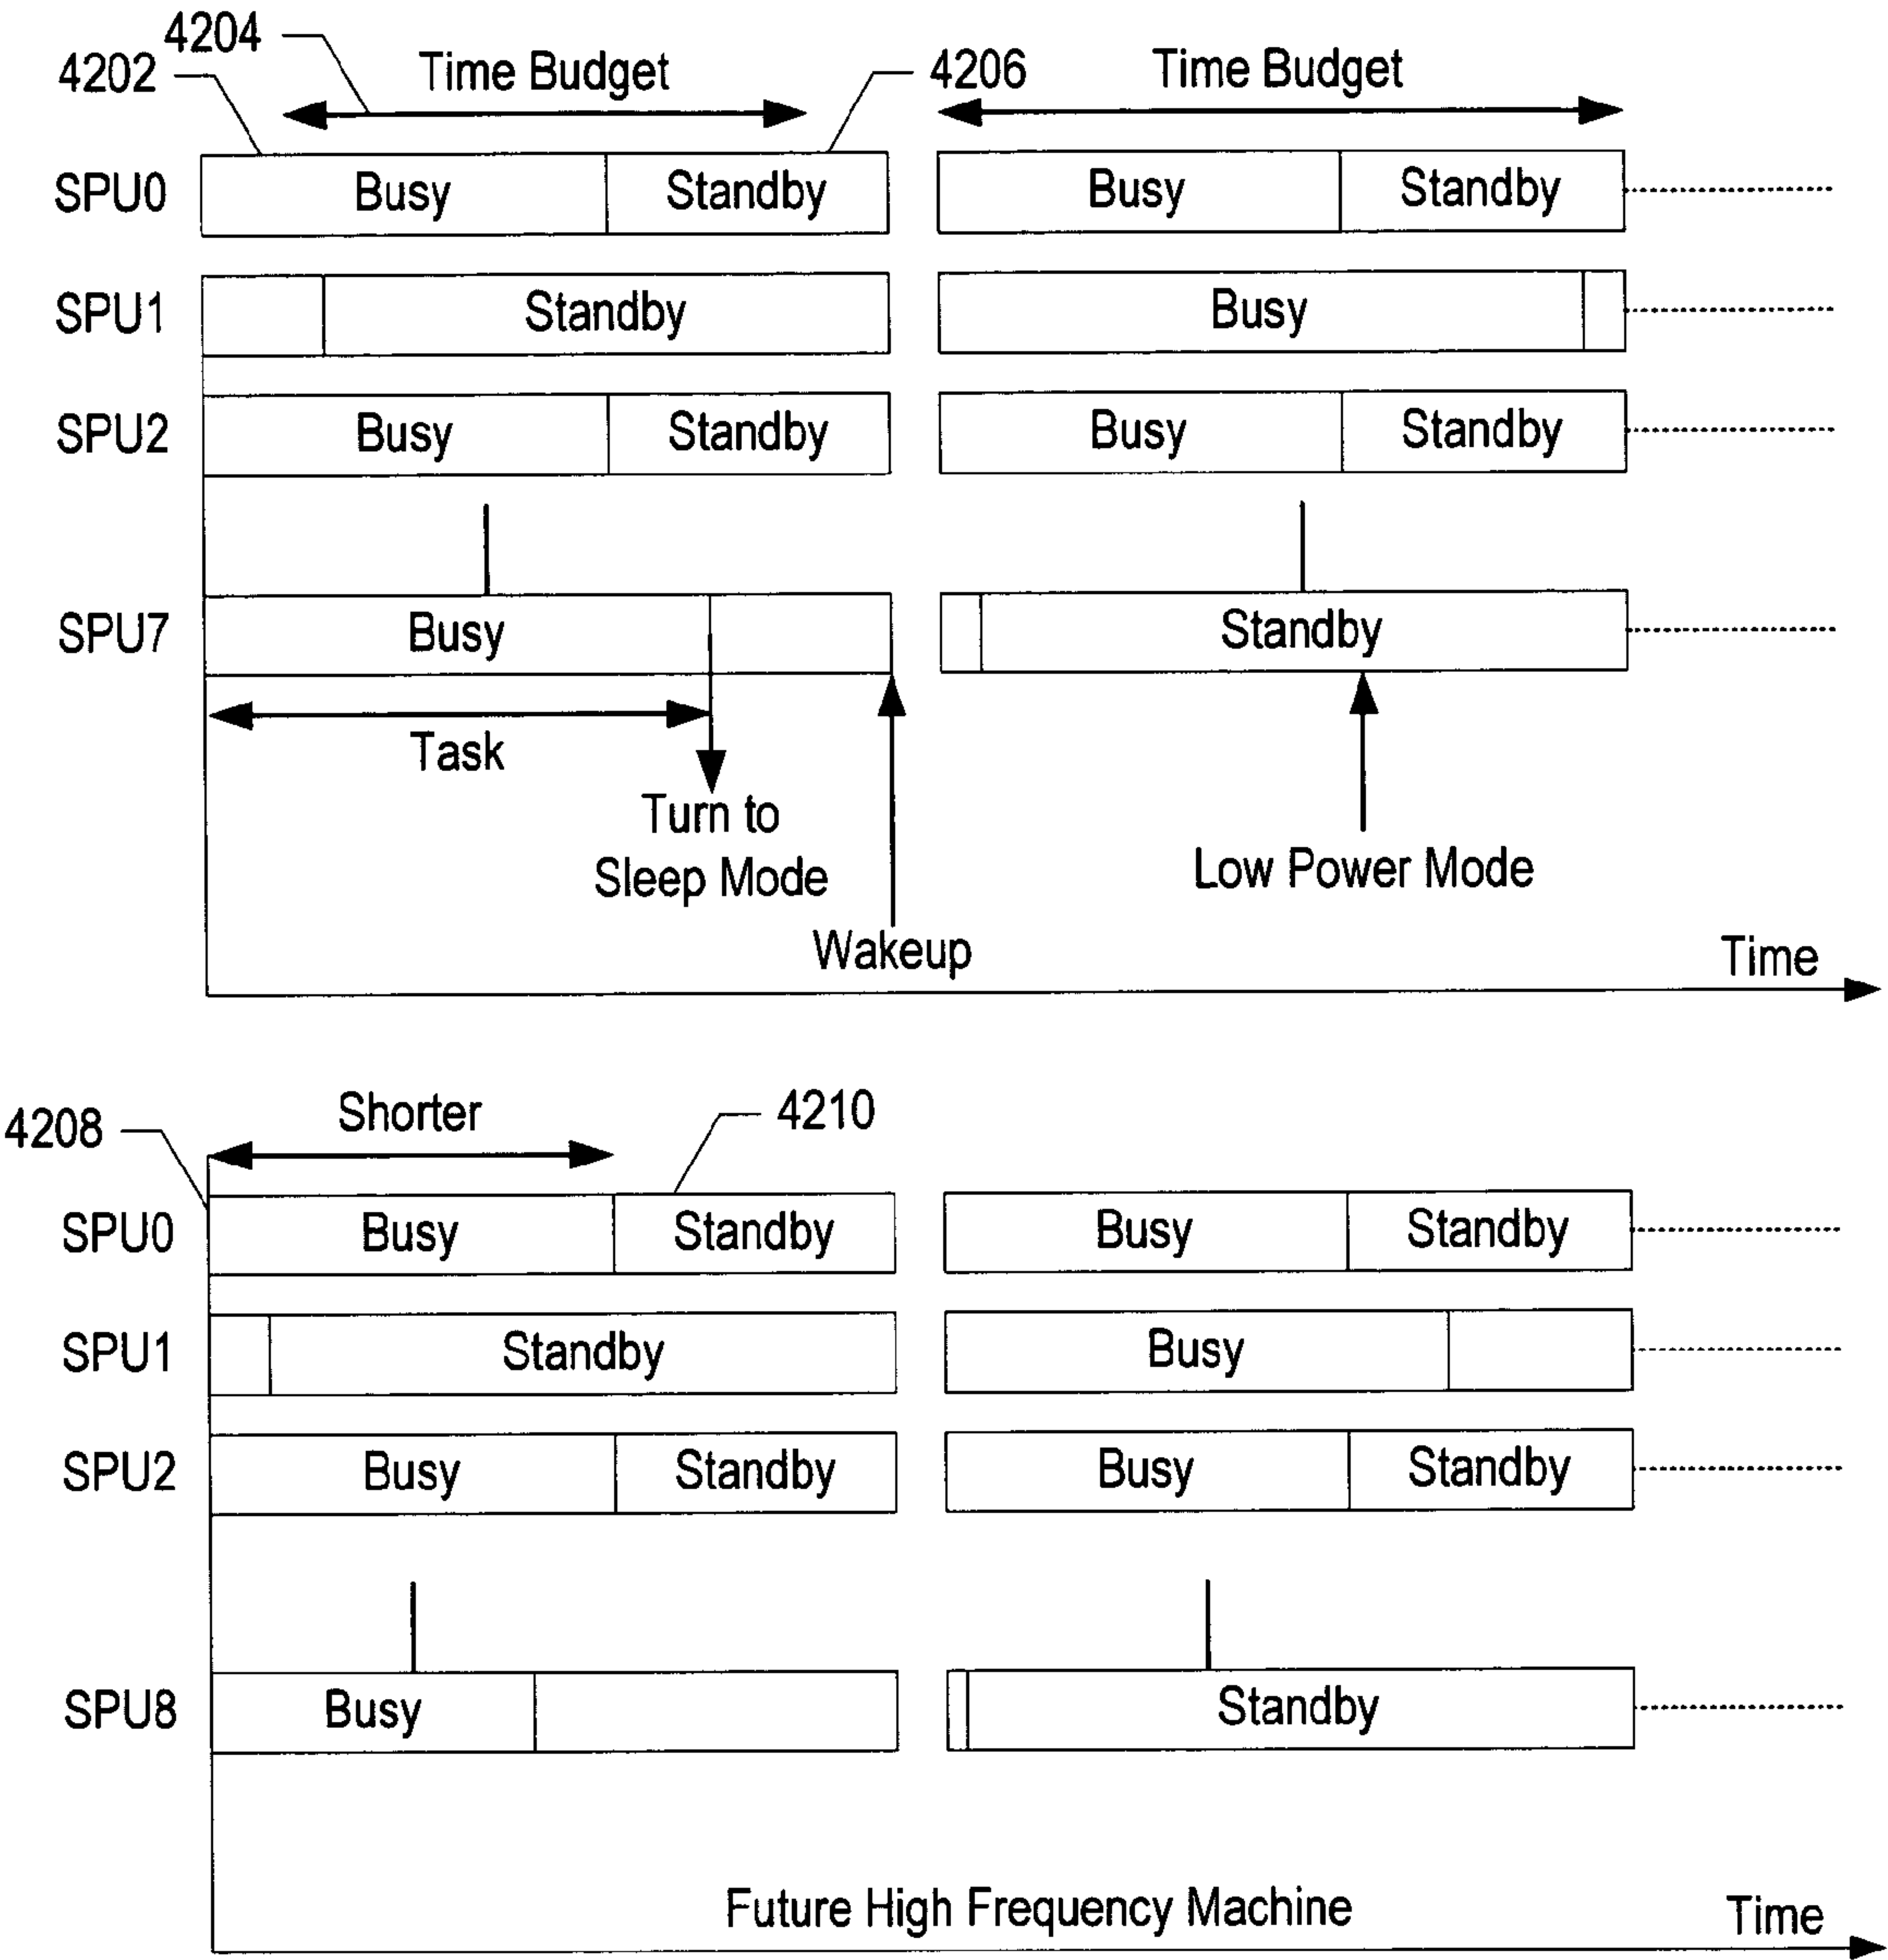 4204
4202
Time Budget
4206
Time Budget
SPU0
Busy
Standby
Busy
Standby
SPU1
Standby
Busy
SPU2
Busy
Standby
Busy
Standby
SPU7
Busy
Standby
Task
Turn to
Sleep Mode
Low Power Mode
Wakeup
Time
4208
Shorter
4210
SPU0
Busy
Standby
Busy
Standby
SPU1
Standby
Busy
SPU2
Busy
Standby
Busy
Standby
SPU8
Busy
Standby
Future High Frequency Machine
Time